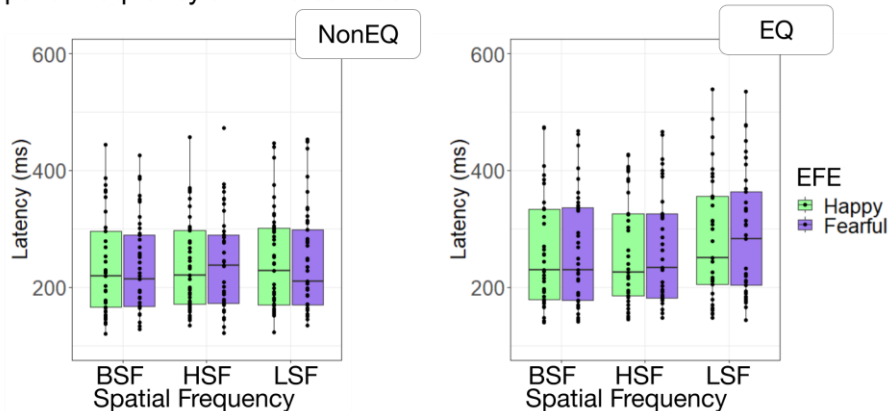 NonEQ
600
400
200
Latency (ms)
BSF HSF LSF
Spatial Frequency
EQ
600
400
200
Latency (ms)
BSF HSF LSF
Spatial Frequency
EFE
Happy
Fearful